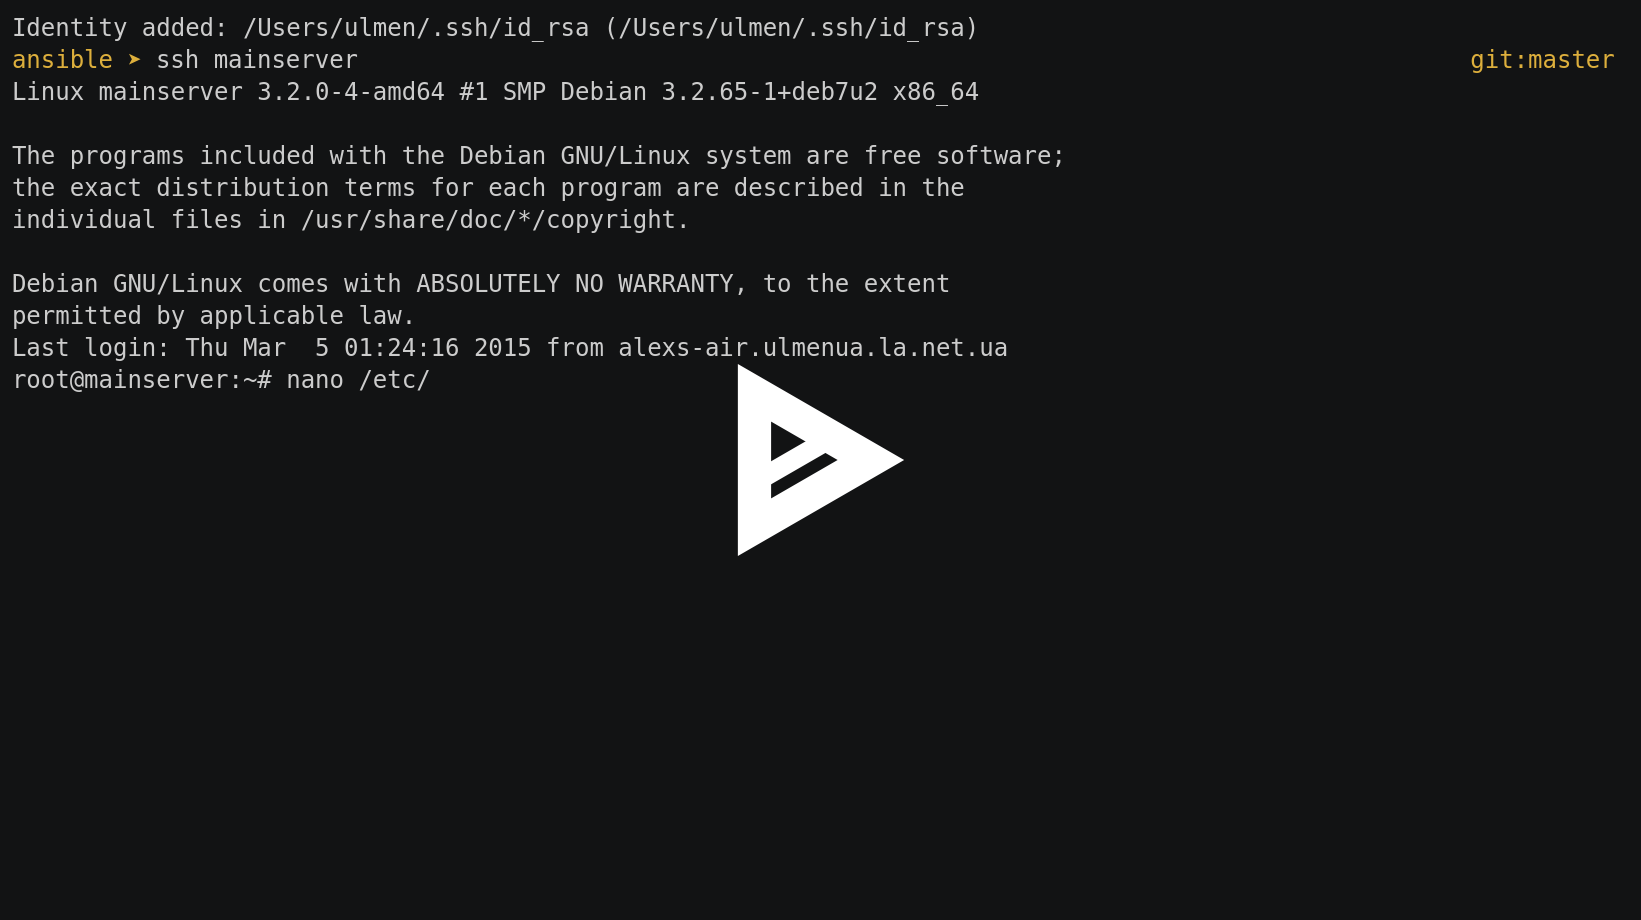 Identity added: /Users/ulmen/.ssh/id_rsa (/Users/ulmen/.ssh/id_rsa)
ansible ➤ ssh mainserver git:master
Linux mainserver 3.2.0-4-amd64 #1 SMP Debian 3.2.65-1+deb7u2 x86_64
The programs included with the Debian GNU/Linux system are free software;
the exact distribution terms for each program are described in the
individual files in /usr/share/doc/*/copyright.
Debian GNU/Linux comes with ABSOLUTELY NO WARRANTY, to the extent
permitted by applicable law.
Last login: Thu Mar  5 01:24:16 2015 from alexs-air.ulmenua.la.net.ua
root@mainserver:~# nano /etc/